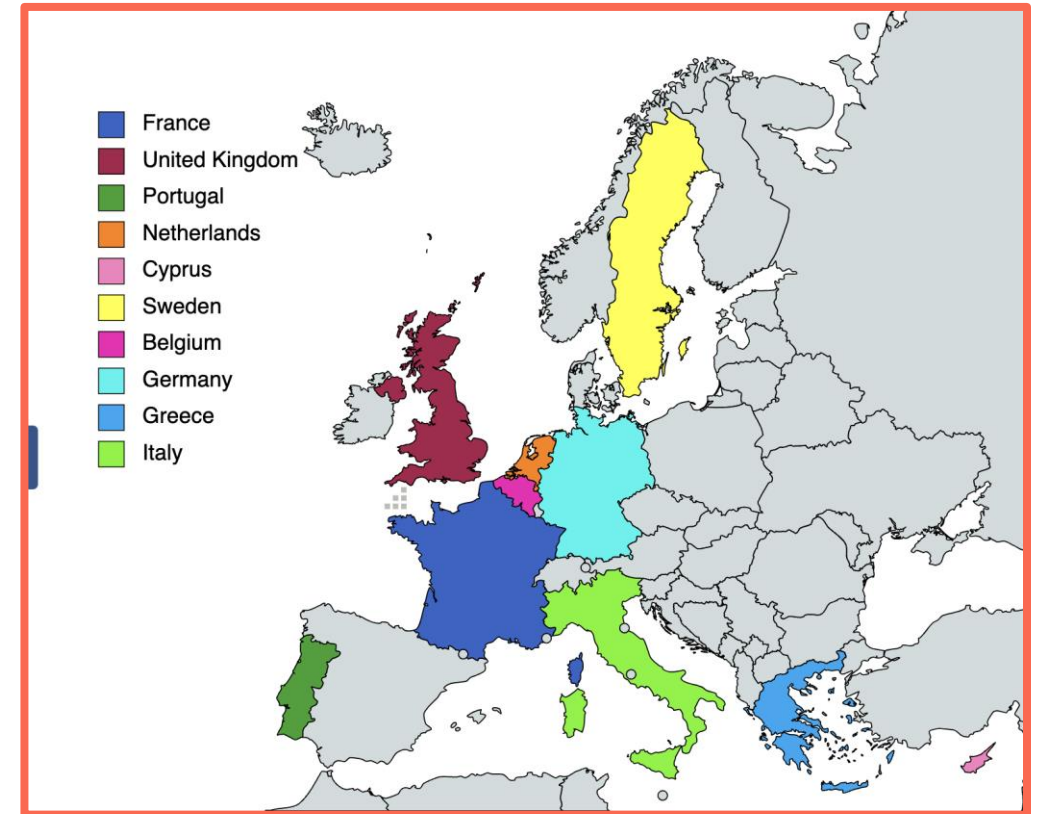 France
United Kingdom
Portugal
Netherlands
Cyprus
Sweden
Belgium
Germany
Greece
Italy